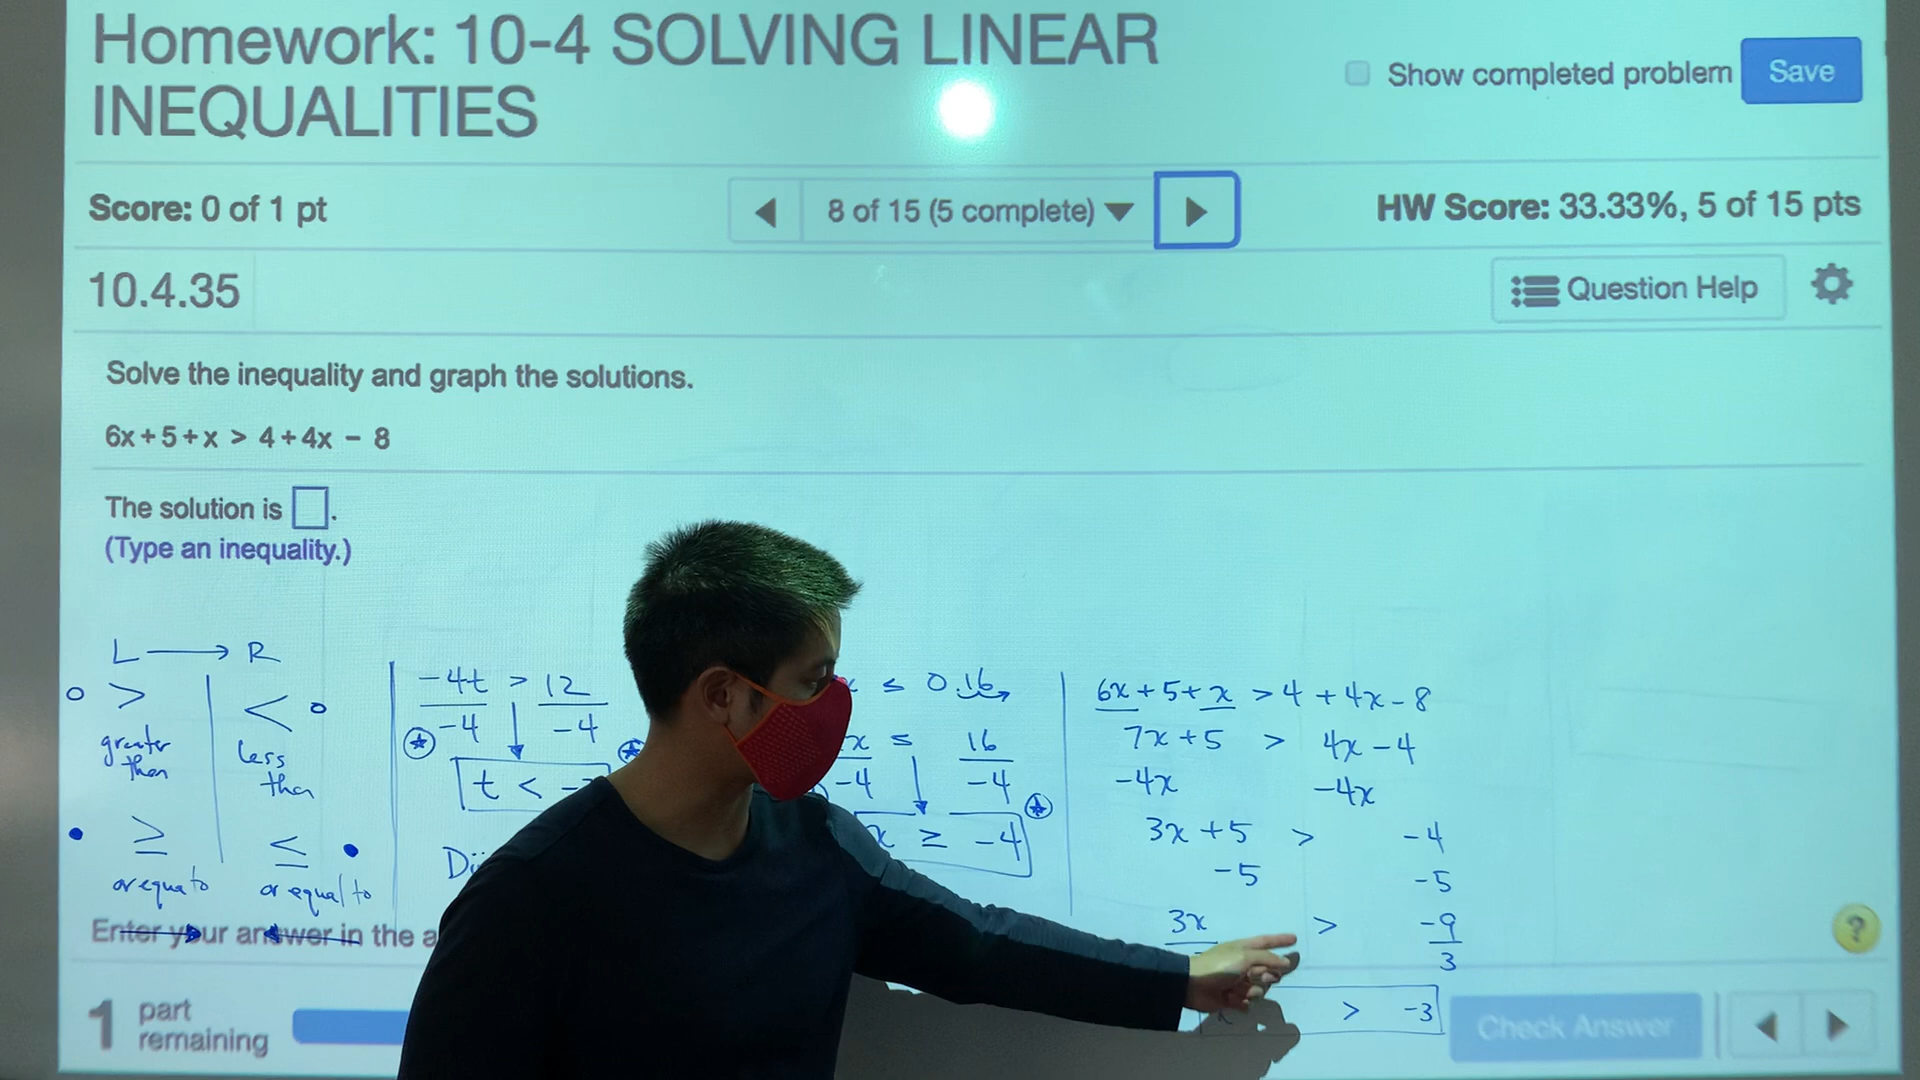 Homework: 10-4 SOLVING LINEAR
INEQUALITIES
Show completed problem
Save
Score: 0 of 1 pt
8 of 15 (5 complete)
HW Score: 33.33%, 5 of 15 pts
10.4.35
Question Help
Solve the inequality and graph the solutions.
6x + 5 + x > 4 + 4x − 8
The solution is
(Type an inequality.)
L → R
>
<
greater
than
less
than
≥
≤
or equa to
or equal to
-4t > 12
-4
-4
t <
≤ 0.16
x ≤ 16
-4
-4
x ≥ -4
6x + 5 + x > 4 + 4x - 8
7x + 5 > 4x - 4
-4x
-4x
3x + 5 > -4
-5
-5
3x > -9
3
> -3
Enter your answer in the
1
part
remaining
Check Answer
?